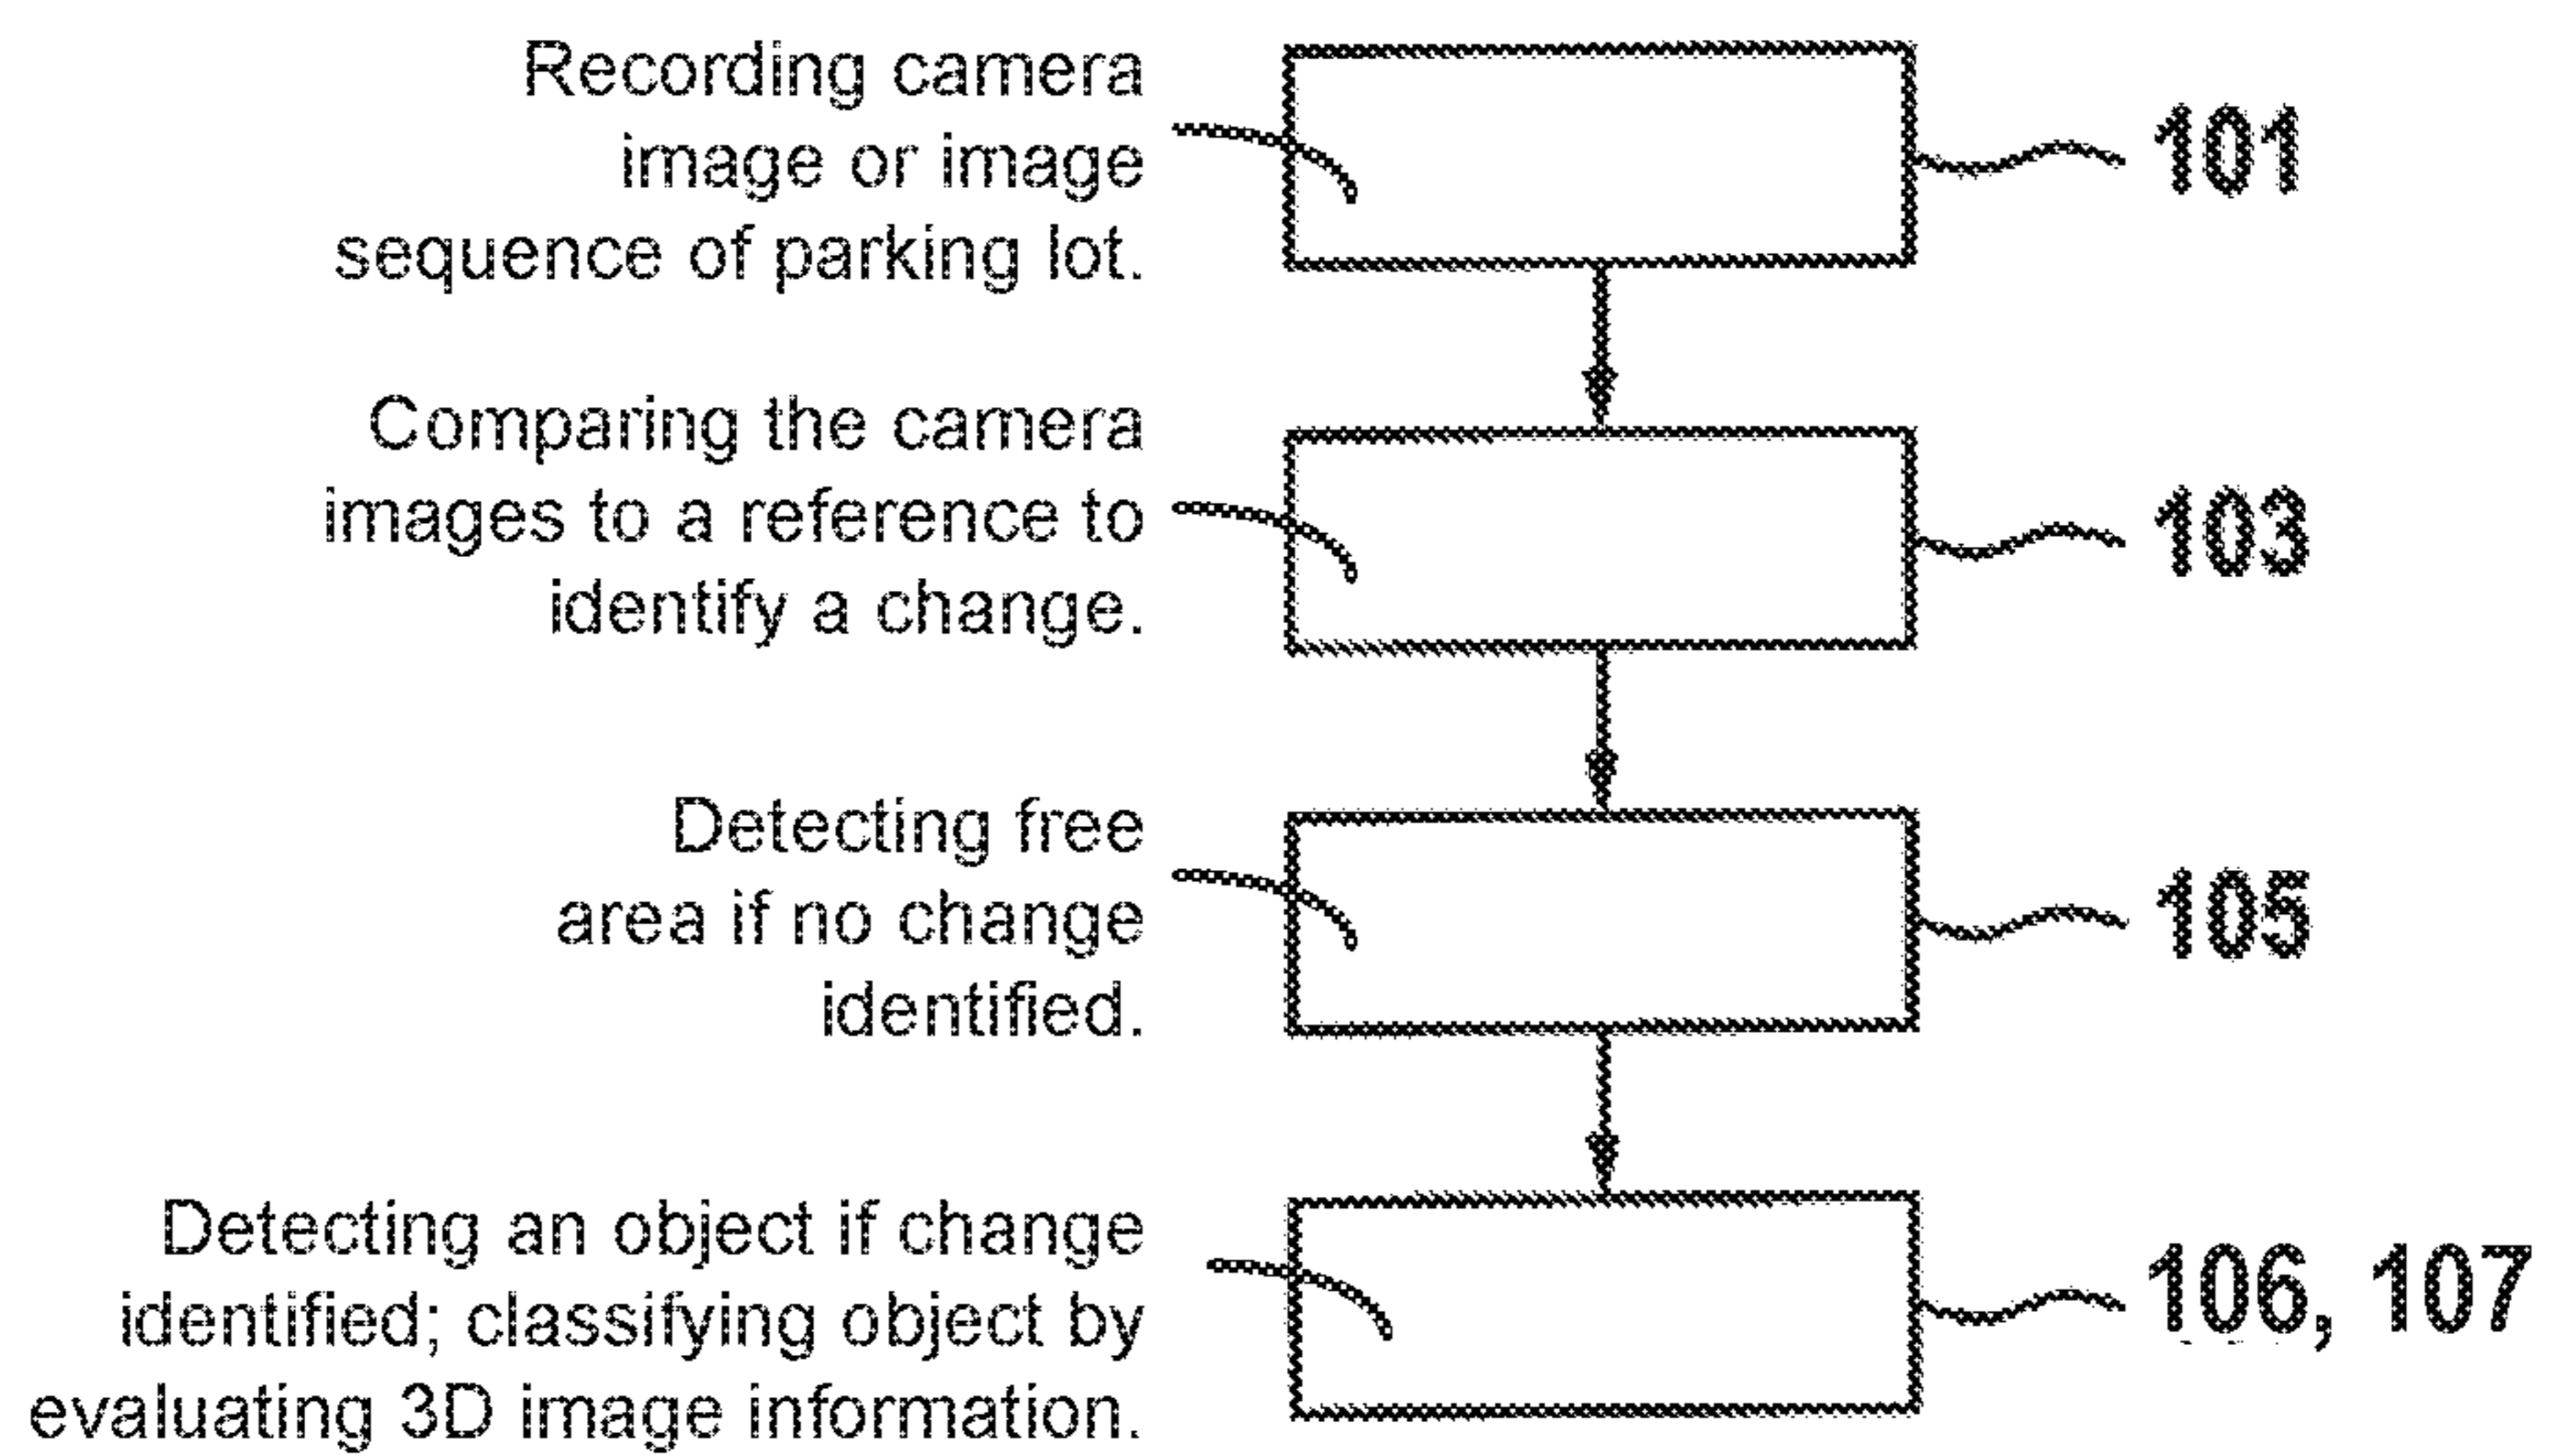 Recording camera
image or image
sequence of parking lot.
101
Comparing the camera
images to a reference to
identify a change.
103
Detecting free
area if no change
identified.
105
Detecting an object if change
identified; classifying object by
evaluating 3D image information.
106, 107